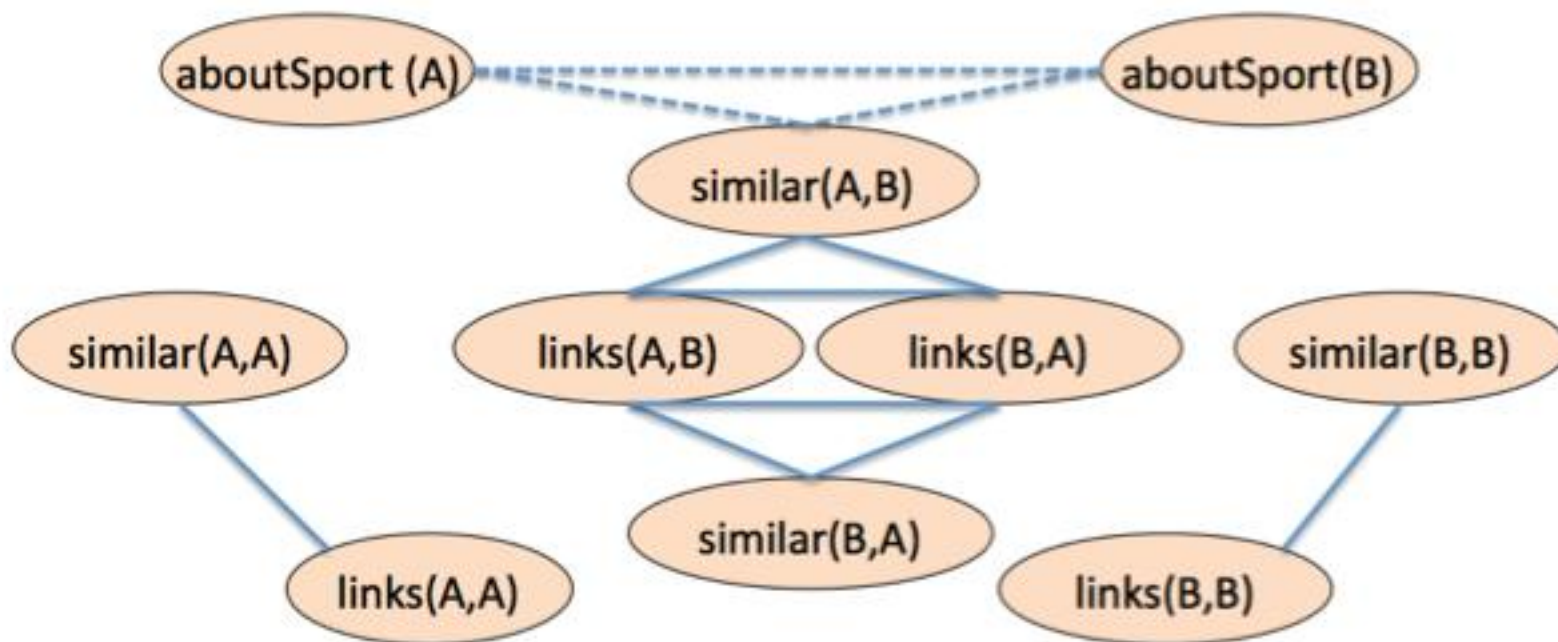 aboutSport (A)
aboutSport(B)
similar(A,B)
similar(A,A)
links(A,B)
links(B,A)
similar(B,B)
similar(B,A)
links(A,A)
links(B,B)